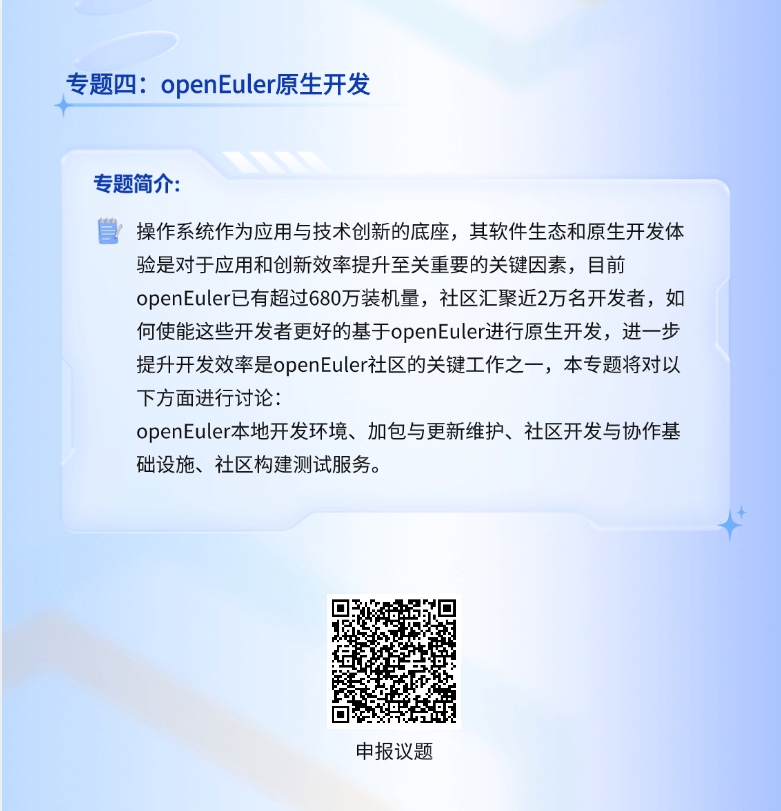 专题四：openEuler原生开发
专题简介:
操作系统作为应用与技术创新的底座，其软件生态和原生开发体
验是对于应用和创新效率提升至关重要的关键因素，目前
openEuler已有超过680万装机量，社区汇聚近2万名开发者，如
何使能这些开发者更好的基于openEuler进行原生开发，进一步
提升开发效率是openEuler社区的关键工作之一，本专题将对以
下方面进行讨论：
openEuler本地开发环境、加包与更新维护、社区开发与协作基
础设施、社区构建测试服务。
申报议题